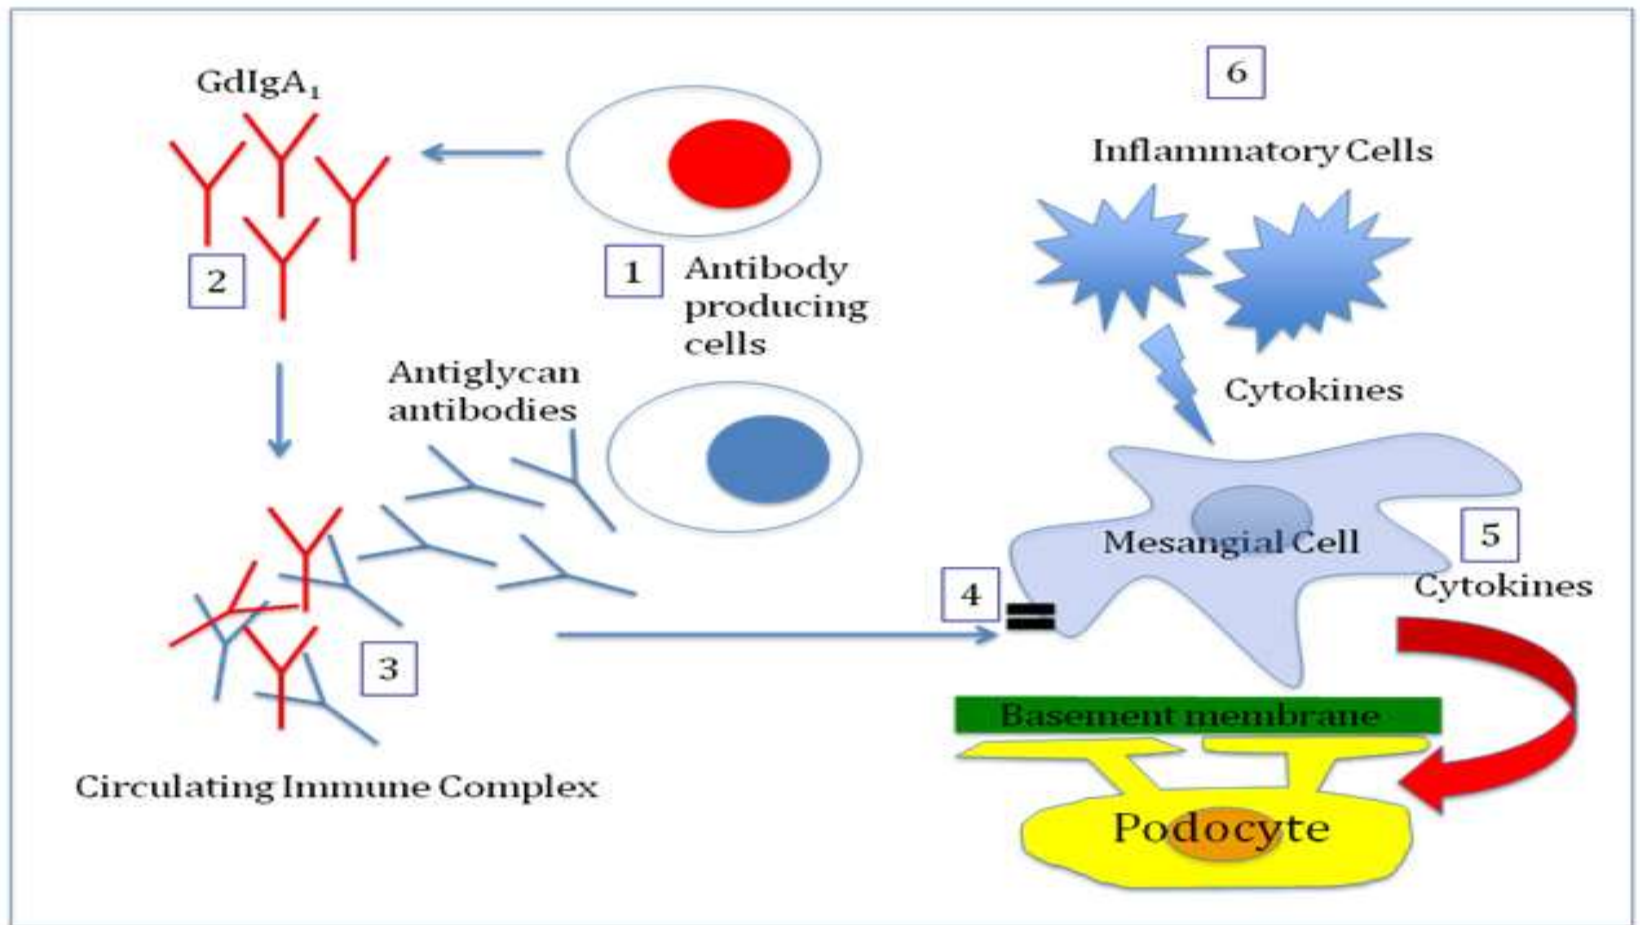 GdIgA₁
2
1
Antibody
producing
cells
Antiglycan
antibodies
3
Circulating Immune Complex
6
Inflammatory Cells
Cytokines
Mesangial Cell
5
Cytokines
4
Basement membrane
Podocyte